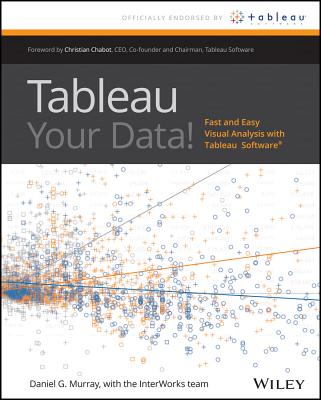 OFFICIALLY ENDORSED BY + a b l e a u
S O F T W A R E
Foreword by Christian Chabot, CEO, Co-founder and Chairman, Tableau Software
Tableau
Your Data!
Fast and Easy
Visual Analysis with
Tableau Software®
Daniel G. Murray, with the InterWorks team
WILEY